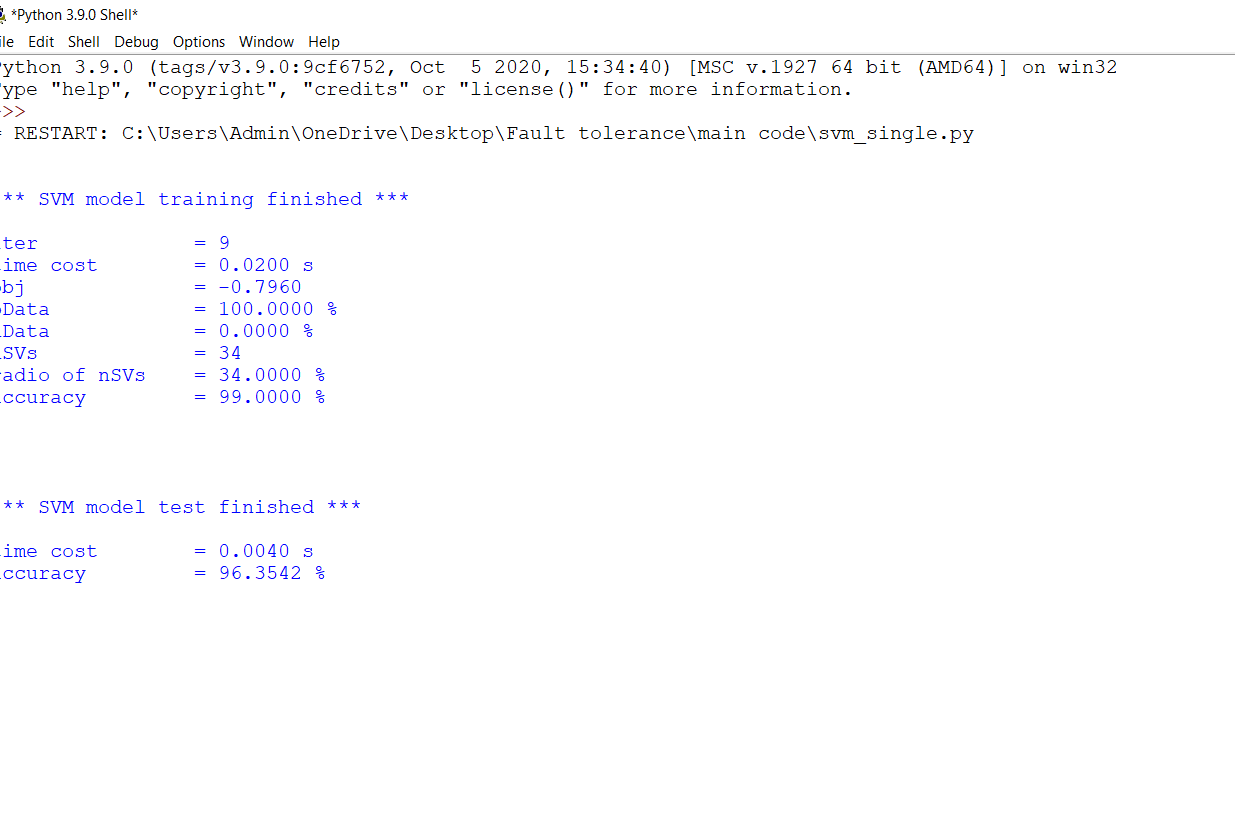 *Python 3.9.0 Shell*
ile Edit Shell Debug Options Window Help
ython 3.9.0 (tags/v3.9.0:9cf6752, Oct  5 2020, 15:34:40) [MSC v.1927 64 bit (AMD64)] on win32
ype "help", "copyright", "credits" or "license()" for more information.
>>
= RESTART: C:\Users\Admin\OneDrive\Desktop\Fault tolerance\main code\svm_single.py
** SVM model training finished ***
ter = 9
ime cost = 0.0200 s
bj = -0.7960
Data = 100.0000 %
Data = 0.0000 %
SVs = 34
adio of nSVs = 34.0000 %
ccuracy = 99.0000 %
** SVM model test finished ***
ime cost = 0.0040 s
ccuracy = 96.3542 %